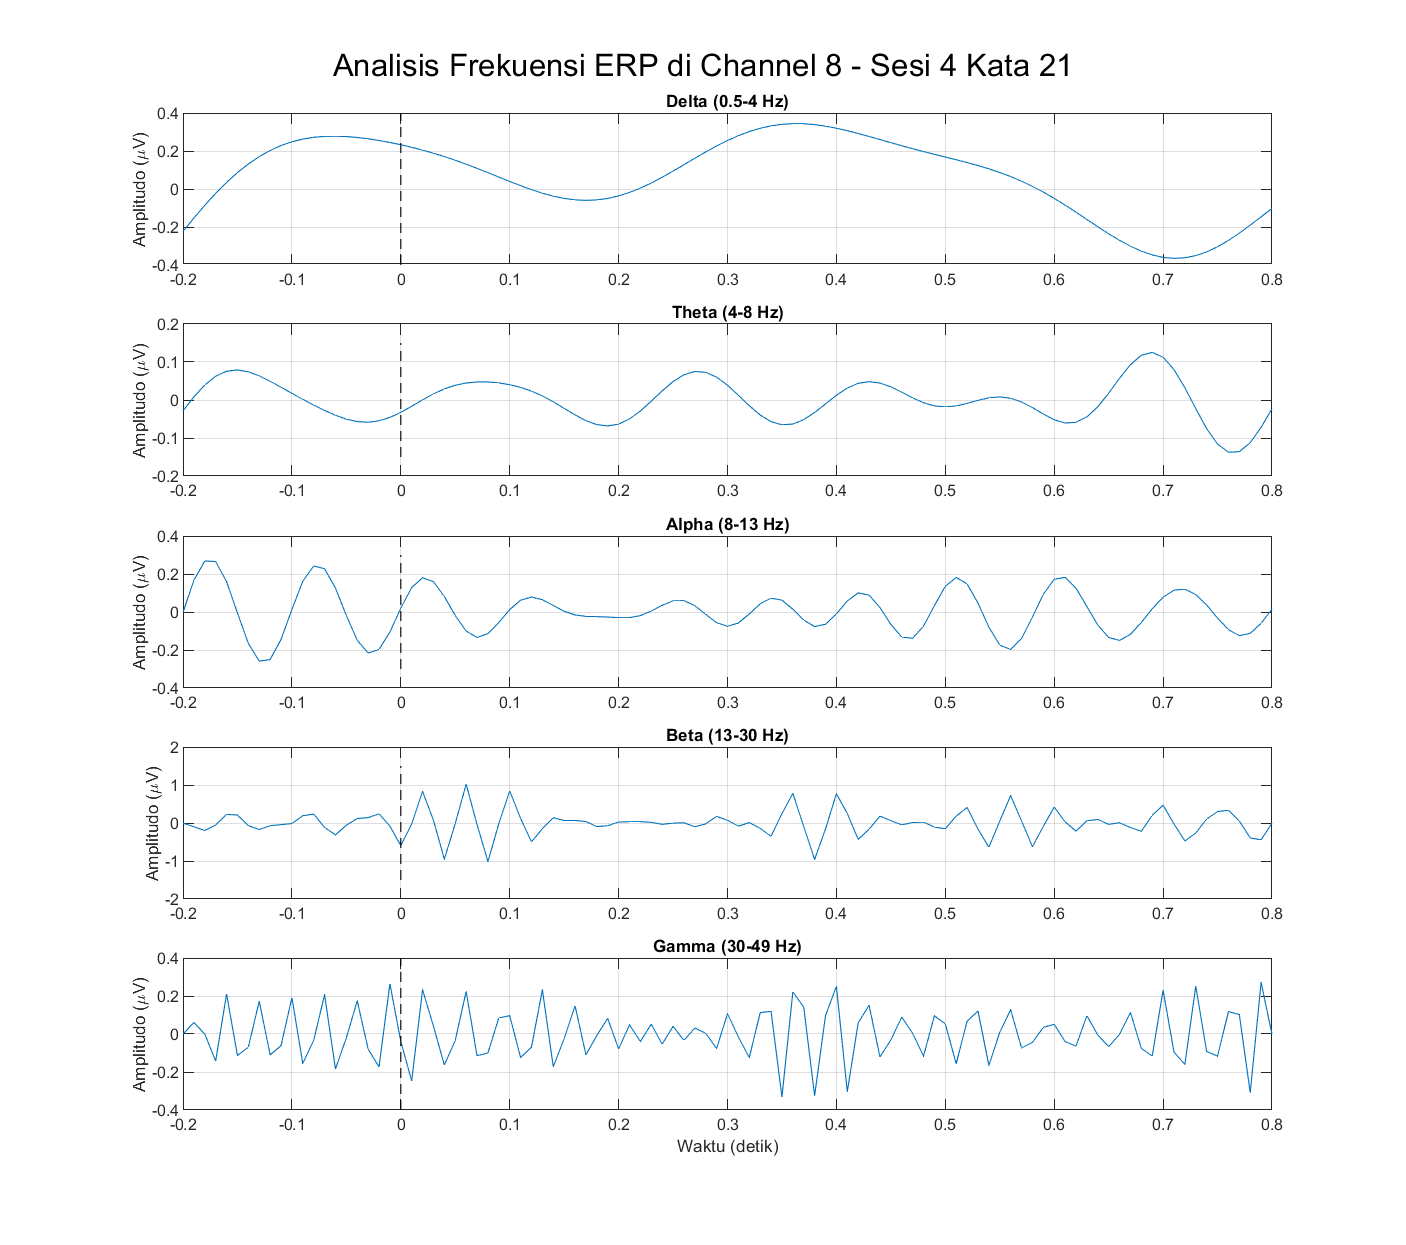 Analisis Frekuensi ERP di Channel 8 - Sesi 4 Kata 21
Delta (0.5-4 Hz)
Amplitudo (μV)
0.4
0.2
0
-0.2
-0.4
-0.2 -0.1 0 0.1 0.2 0.3 0.4 0.5 0.6 0.7 0.8
Theta (4-8 Hz)
Amplitudo (μV)
0.2
0.1
0
-0.1
-0.2
-0.2 -0.1 0 0.1 0.2 0.3 0.4 0.5 0.6 0.7 0.8
Alpha (8-13 Hz)
Amplitudo (μV)
0.4
0.2
0
-0.2
-0.4
-0.2 -0.1 0 0.1 0.2 0.3 0.4 0.5 0.6 0.7 0.8
Beta (13-30 Hz)
Amplitudo (μV)
2
1
0
-1
-2
-0.2 -0.1 0 0.1 0.2 0.3 0.4 0.5 0.6 0.7 0.8
Gamma (30-49 Hz)
Amplitudo (μV)
0.4
0.2
0
-0.2
-0.4
-0.2 -0.1 0 0.1 0.2 0.3 0.4 0.5 0.6 0.7 0.8
Waktu (detik)